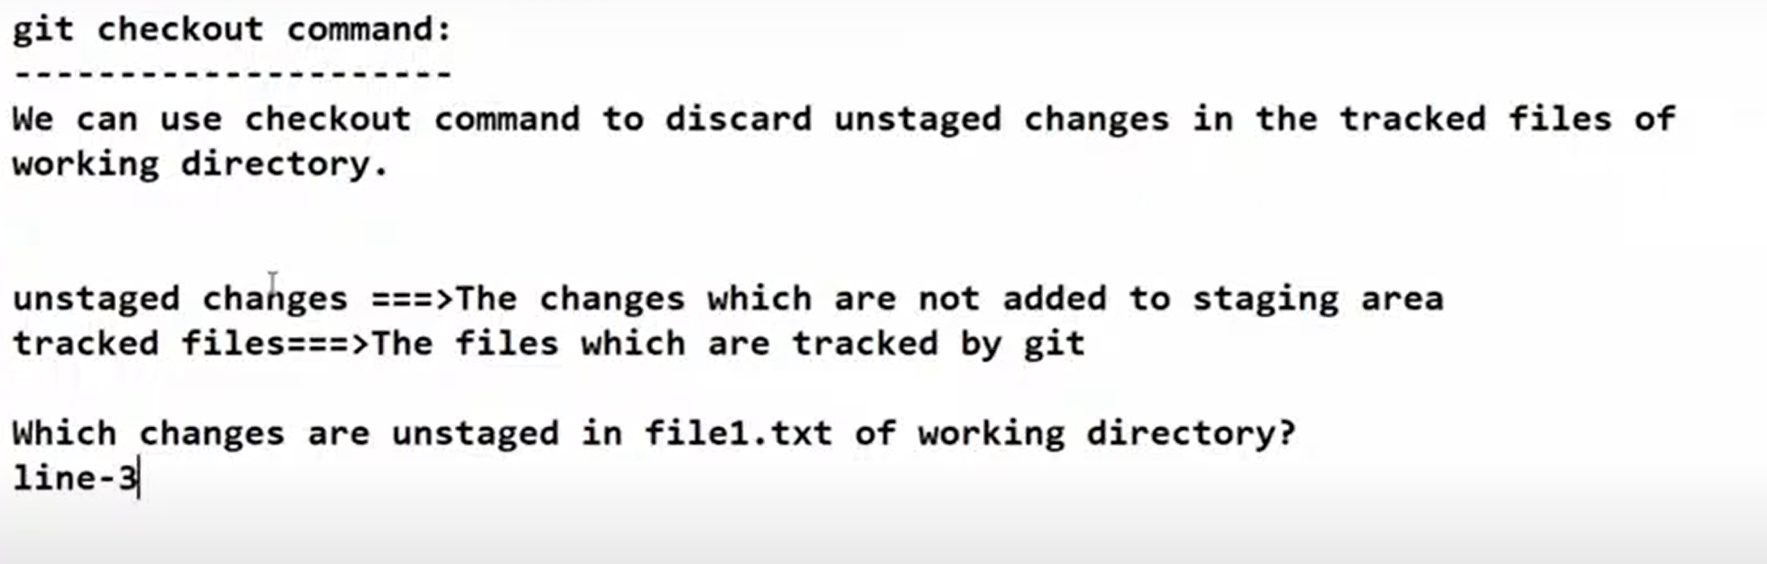 git checkout command:
---------------------
We can use checkout command to discard unstaged changes in the tracked files of
working directory.
unstaged changes ===>The changes which are not added to staging area
tracked files===>The files which are tracked by git
Which changes are unstaged in file1.txt of working directory?
line-3